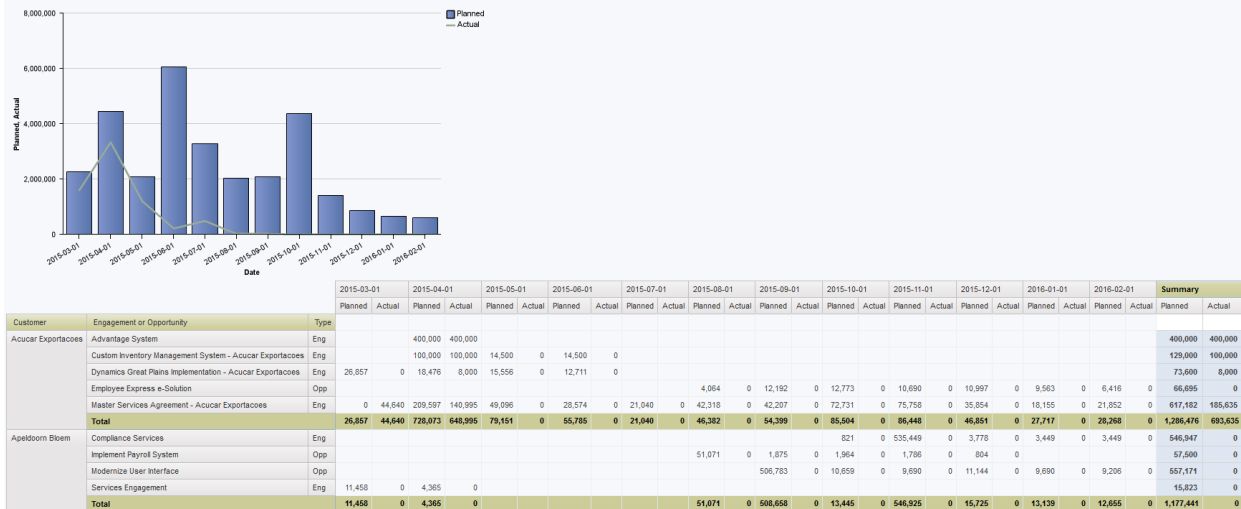 8,000,000
6,000,000
4,000,000
2,000,000
0
Planned, Actual
Planned
Actual
2015-03-01 2015-04-01 2015-05-01 2015-06-01 2015-07-01 2015-08-01 2015-09-01 2015-10-01 2015-11-01 2015-12-01 2016-01-01 2016-02-01
Date
2015-03-01 2015-04-01 2015-05-01 2015-06-01 2015-07-01 2015-08-01 2015-09-01 2015-10-01 2015-11-01 2015-12-01 2016-01-01 2016-02-01 Summary
Planned Actual Planned Actual Planned Actual Planned Actual Planned Actual Planned Actual Planned Actual Planned Actual Planned Actual Planned Actual Planned Actual Planned Actual Planned Actual
Customer Engagement or Opportunity Type
Acucar Exportacoes Advantage System Eng 400,000 400,000 400,000 400,000
Custom Inventory Management System - Acucar Exportacoes Eng 100,000 100,000 14,500 0 14,500 0 129,000 100,000
Dynamics Great Plains Implementation - Acucar Exportacoes Eng 26,857 0 18,476 8,000 15,556 0 12,711 0 73,600 8,000
Employee Express e-Solution Opp 4,064 0 12,192 0 12,773 0 10,690 0 10,997 0 9,563 0 6,416 0 66,695 0
Master Services Agreement - Acucar Exportacoes Eng 0 44,640 209,597 140,995 49,096 0 28,574 0 21,040 0 42,318 0 42,207 0 72,731 0 75,758 0 35,854 0 18,155 0 21,852 0 617,182 185,635
Total 26,857 44,640 728,073 648,995 79,151 0 55,785 0 21,040 0 46,382 0 54,399 0 85,504 0 86,448 0 46,851 0 27,717 0 28,268 0 1,286,476 693,635
Apeldoorn Bloem Compliance Services Eng 821 0 535,449 0 3,778 0 3,449 0 3,449 0 546,947 0
Implement Payroll System Opp 51,071 0 1,875 0 1,964 0 1,786 0 804 0 57,500 0
Modernize User Interface Opp 506,783 0 10,659 0 9,690 0 11,144 0 9,690 0 9,206 0 557,171 0
Services Engagement Eng 11,458 0 4,365 0 15,823 0
Total 11,458 0 4,365 0 51,071 0 508,658 0 13,445 0 546,925 0 15,725 0 13,139 0 12,655 0 1,177,441 0